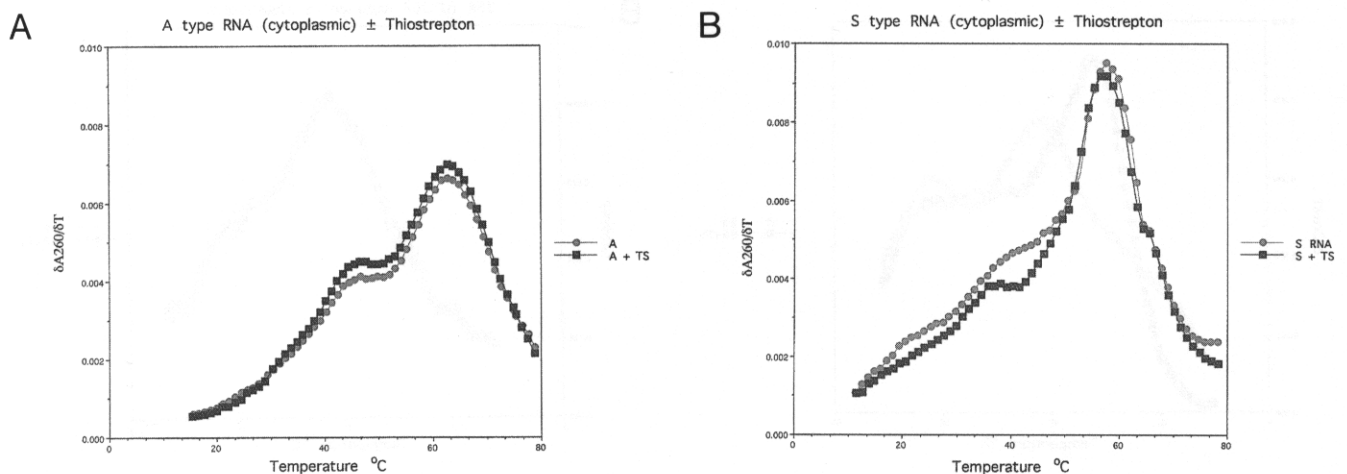 A
A type RNA (cytoplasmic) ± Thiostrepton
0.010
0.008
0.006
0.004
0.002
0.000
δA260/δT
20
40
60
80
Temperature °C
A
A + TS
B
S type RNA (cytoplasmic) ± Thiostrepton
0.010
0.008
0.006
0.004
0.002
0.000
δA260/δT
0
20
40
60
80
Temperature °C
S RNA
S + TS